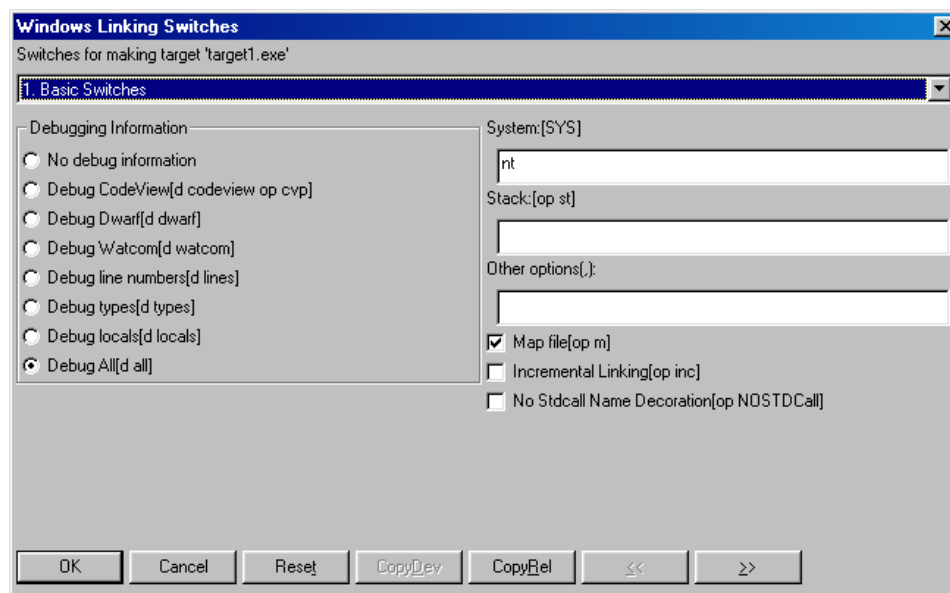 Windows Linking Switches
Switches for making target 'target1.exe'
1. Basic Switches
Debugging Information
No debug information
Debug CodeView[d codeview op cvp]
Debug Dwarf[d dwarf]
Debug Watcom[d watcom]
Debug line numbers[d lines]
Debug types[d types]
Debug locals[d locals]
Debug All[d all]
System:[SYS]
nt
Stack:[op st]
Other options(,):
Map file[op m]
Incremental Linking[op inc]
No Stdcall Name Decoration[op NOSTDCall]
OK Cancel Reset CopyDev CopyRel << >>